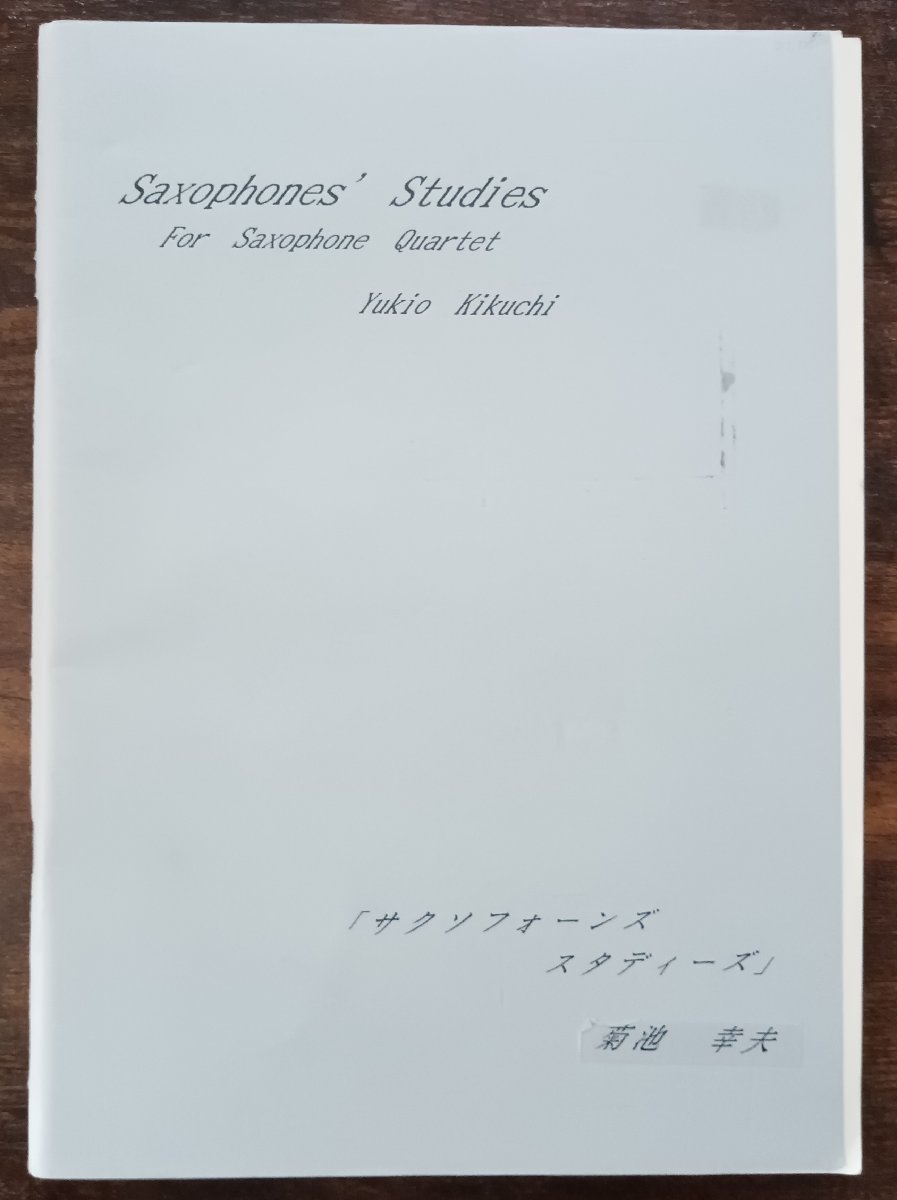 Saxophones' Studies
For Saxophone Quartet
Yukio Kikuchi
「サクソフォーンズ
スタディーズ」
菊池 幸夫